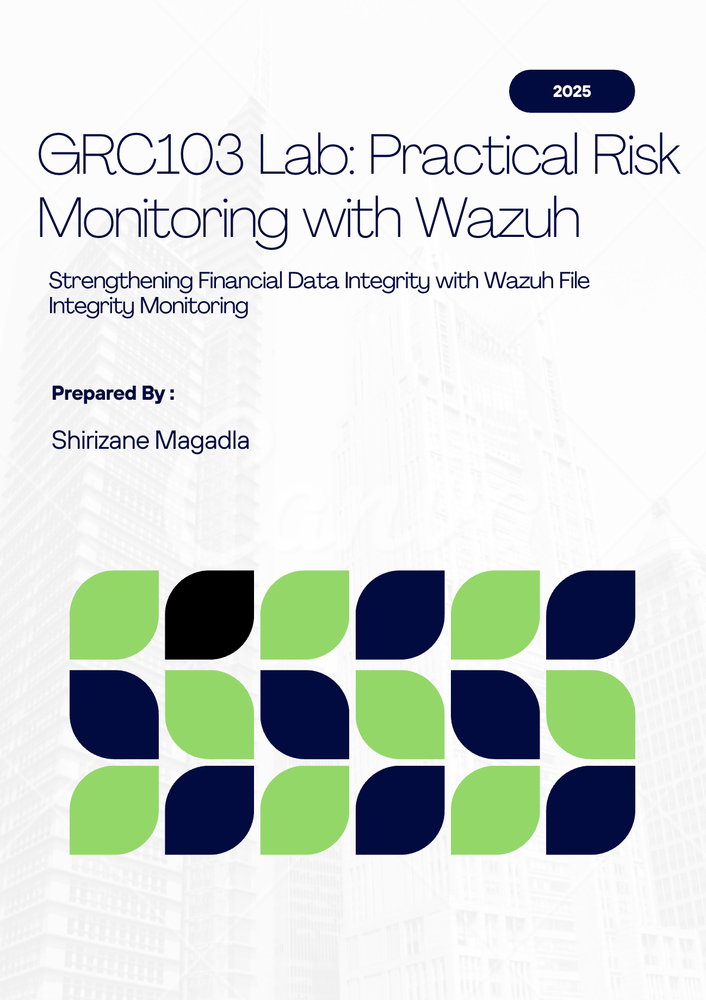 2025
GRC103 Lab: Practical Risk
Monitoring with Wazuh
Strengthening Financial Data Integrity with Wazuh File
Integrity Monitoring
Prepared By :
Shirizane Magadla